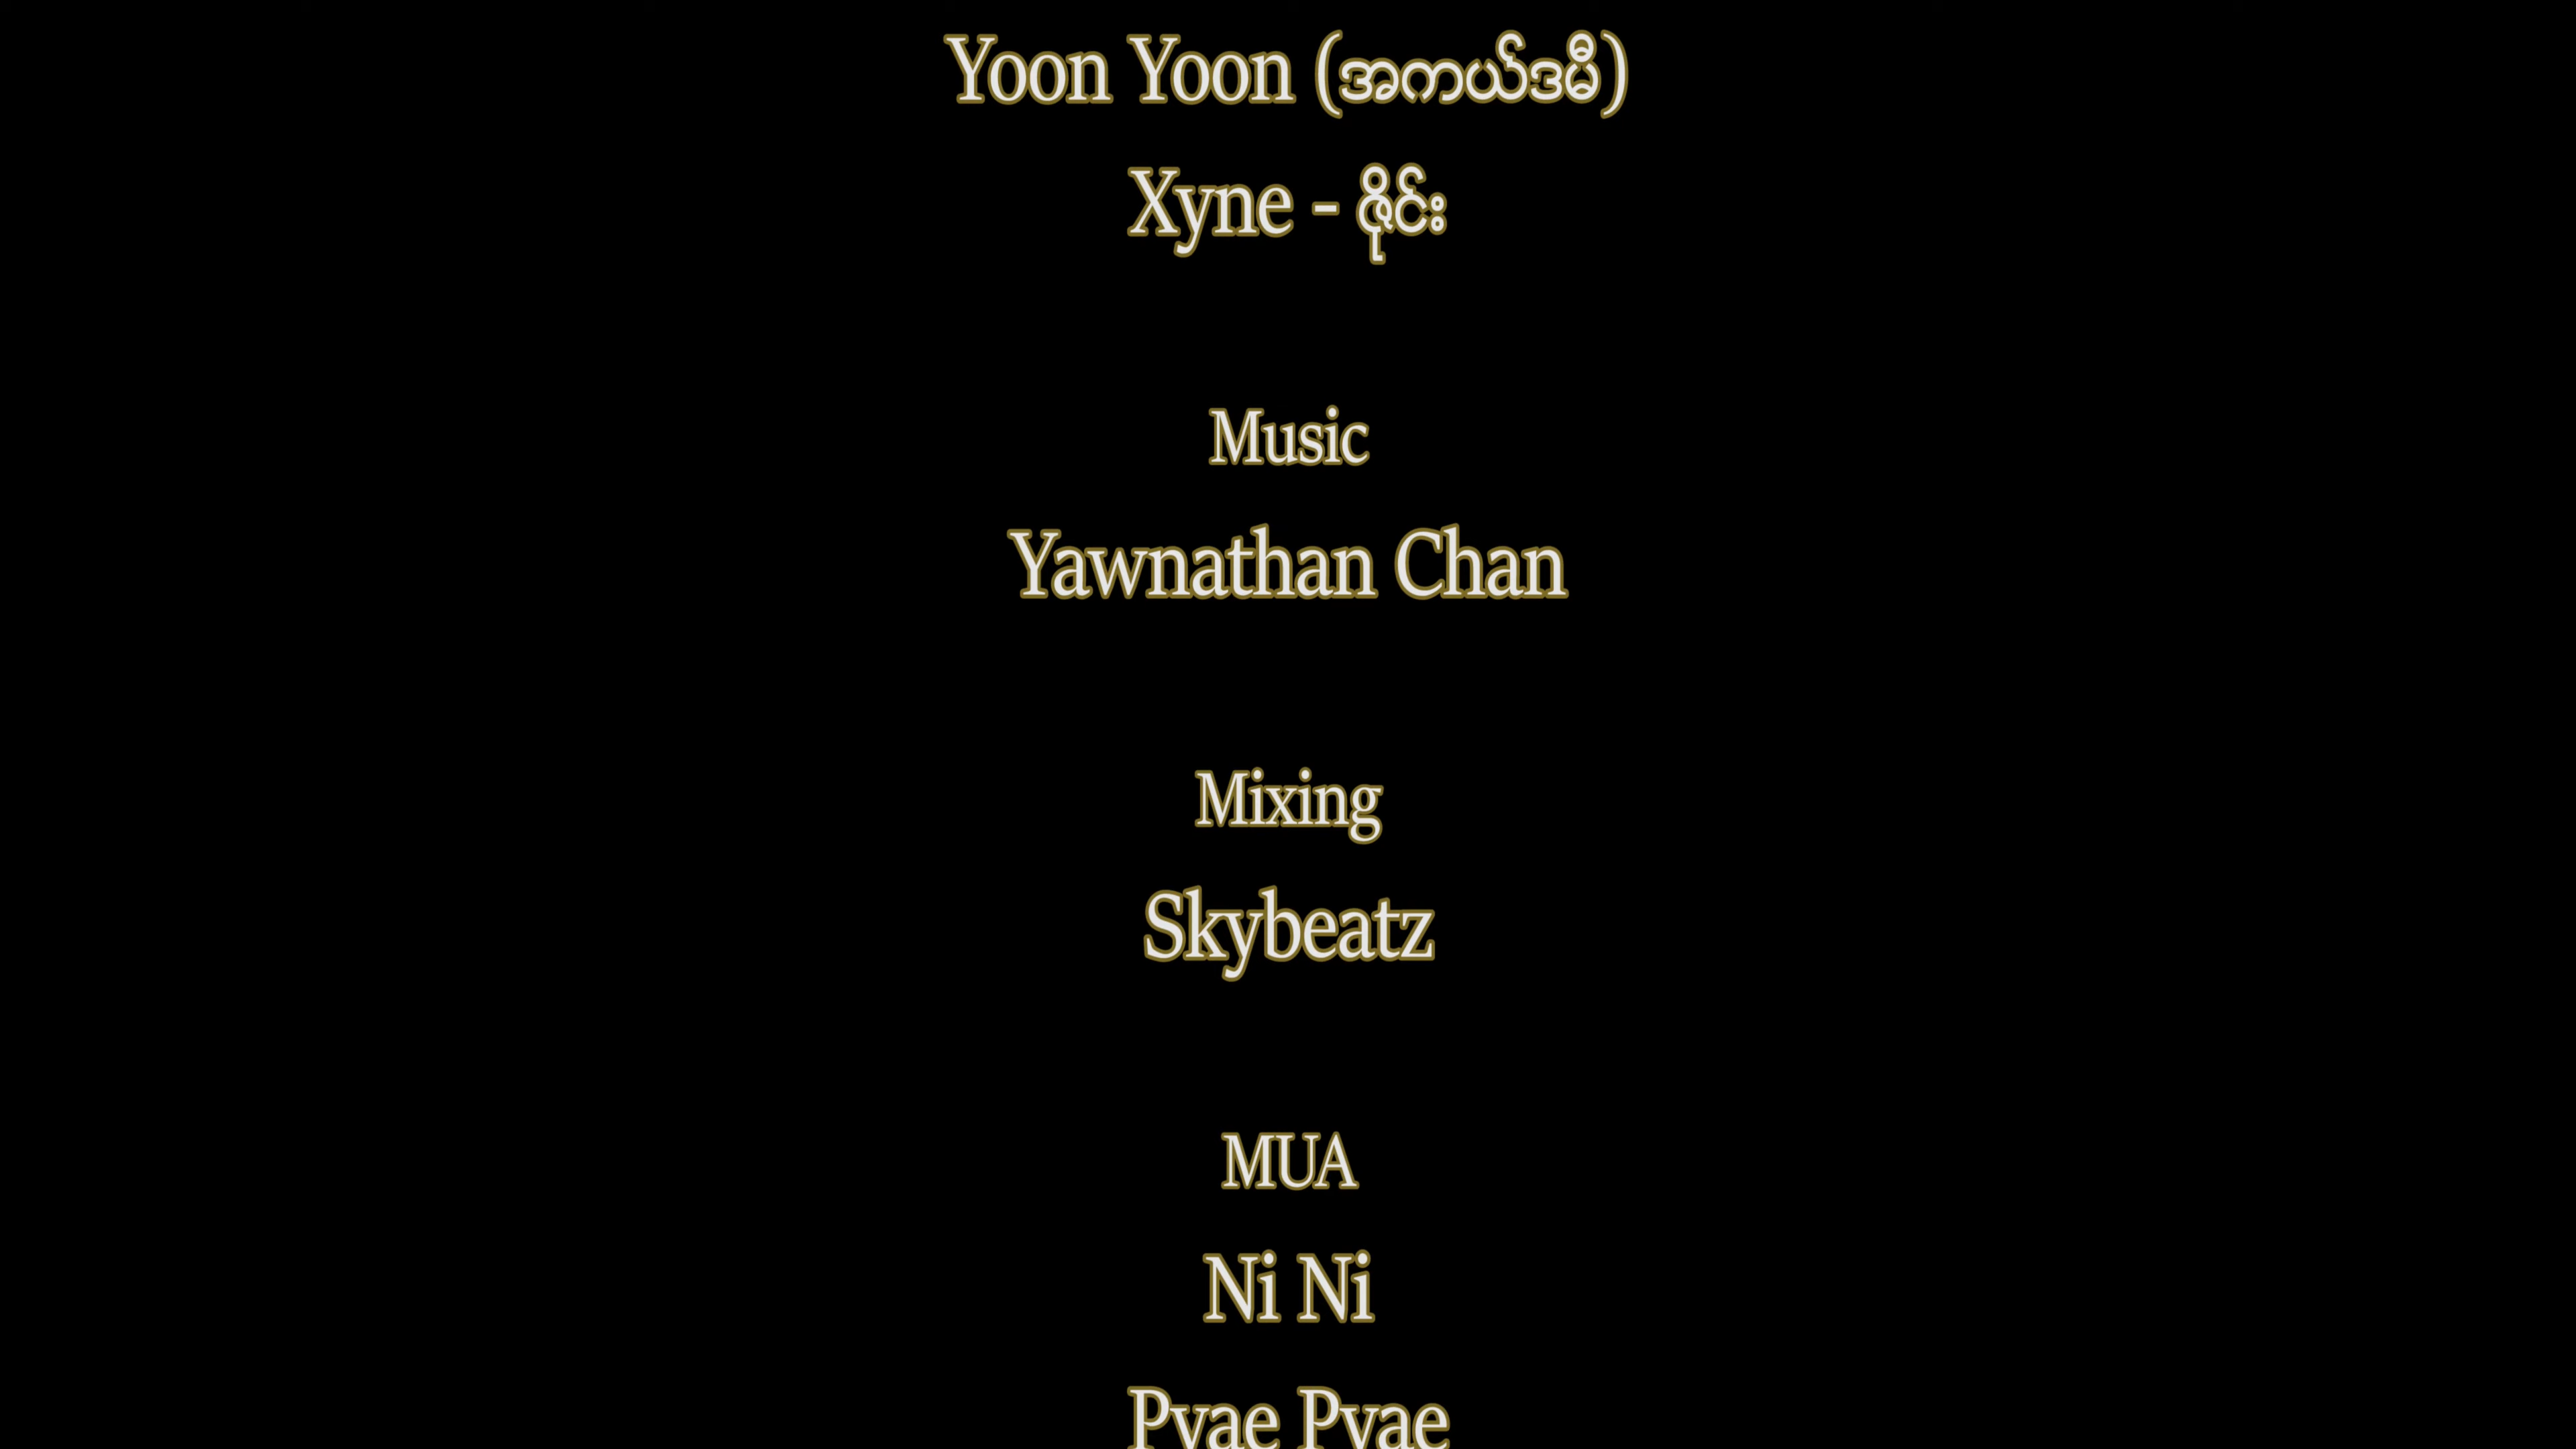 Yoon Yoon (အကယ်ဒမီ)
Xyne - ဇိုင်း
Music
Yawnathan Chan
Mixing
Skybeatz
MUA
Ni Ni
Pyae Pyae